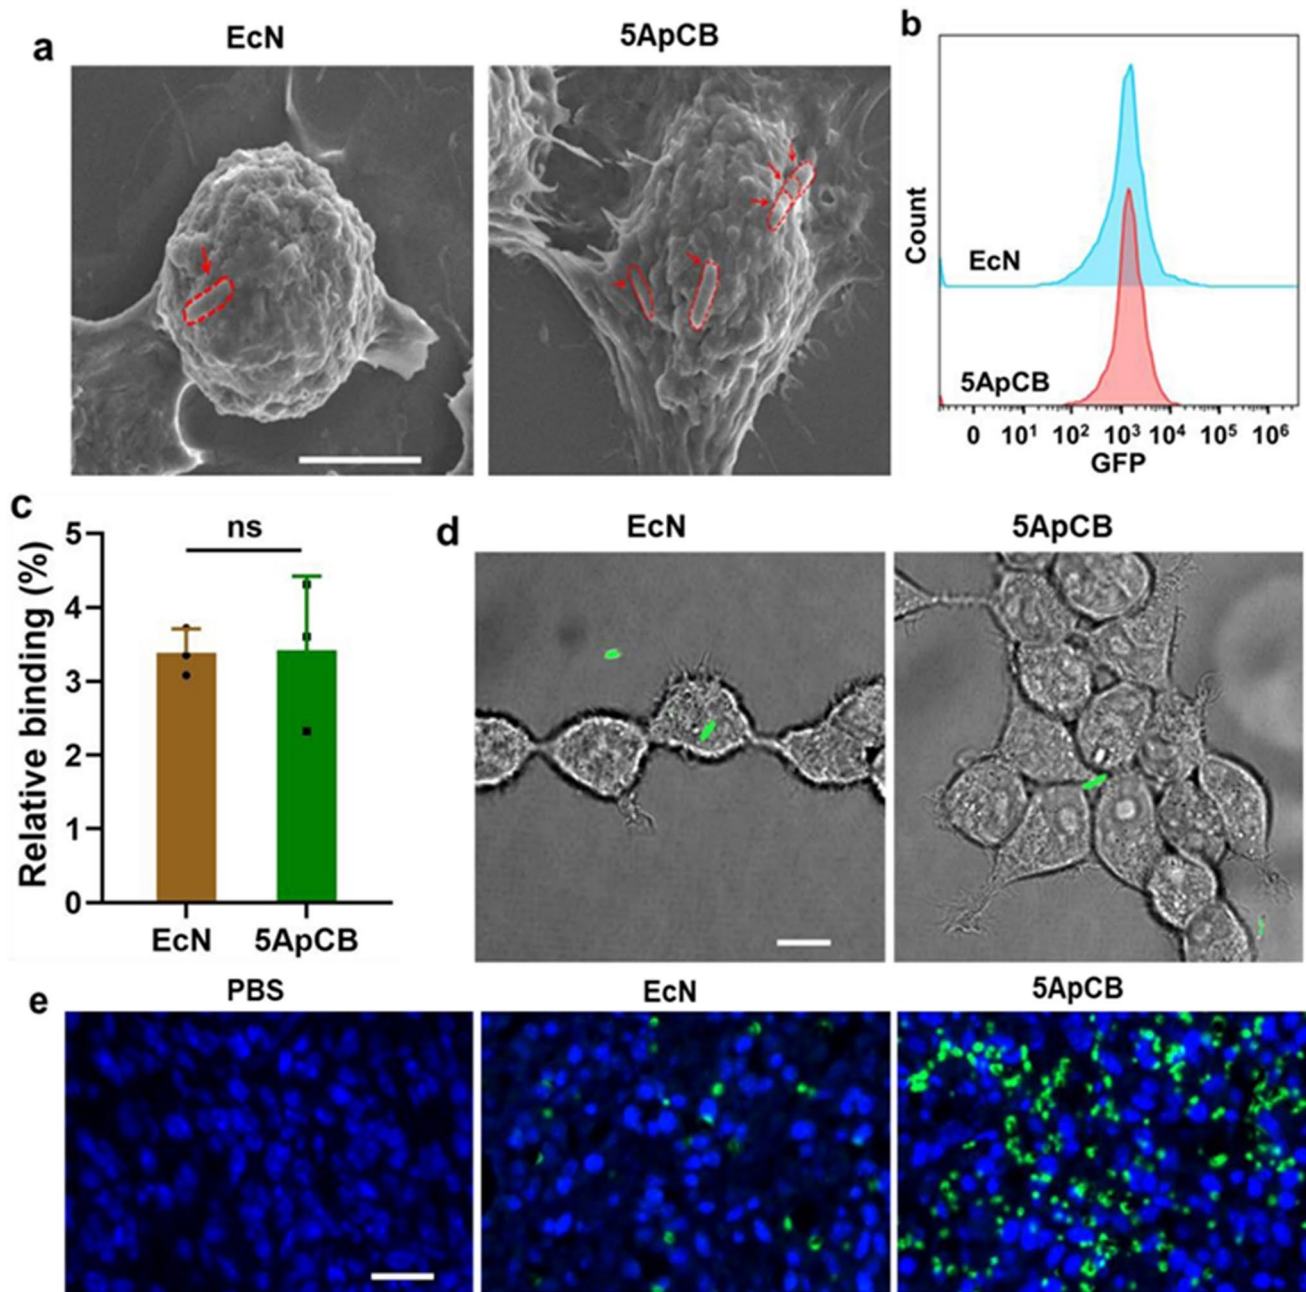 a
EcN
5ApCB
b
Count
EcN
5ApCB
0 10¹ 10² 10³ 10⁴ 10⁵ 10⁶
GFP
c
Relative binding (%)
5
4
3
2
1
0
ns
EcN 5ApCB
d
EcN
5ApCB
e
PBS
EcN
5ApCB